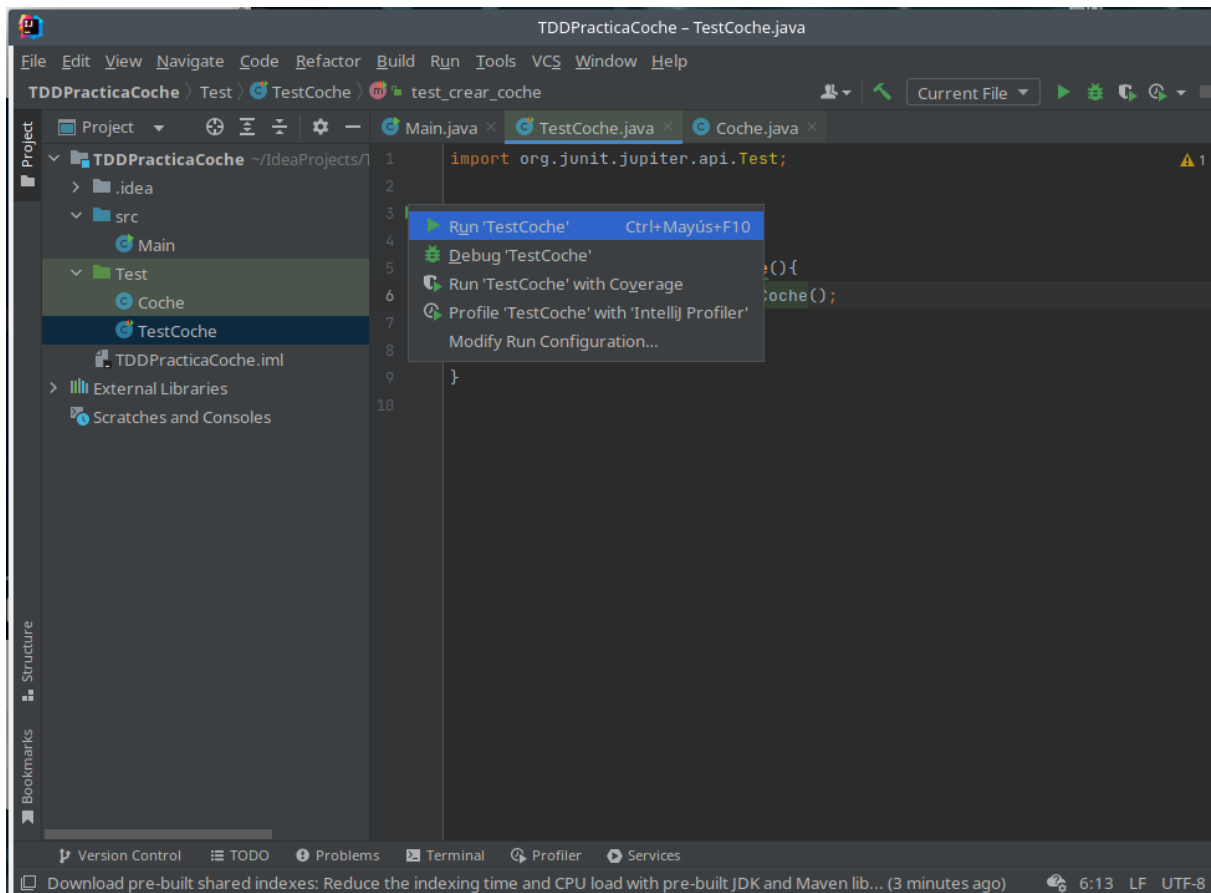 TDDPracticaCoche – TestCoche.java
File Edit View Navigate Code Refactor Build Run Tools VCS Window Help
TDDPracticaCoche Test TestCoche test_crear_coche Current File
Project Main.java TestCoche.java Coche.java
Project
TDDPracticaCoche ~/IdeaProjects/
.idea
src
Main
Test
Coche
TestCoche
TDDPracticaCoche.iml
External Libraries
Scratches and Consoles
1 import org.junit.jupiter.api.Test; 1
2
3
4
5 (){
6 Coche();
7
8
9 }
10
Run 'TestCoche' Ctrl+Mayús+F10
Debug 'TestCoche'
Run 'TestCoche' with Coverage
Profile 'TestCoche' with 'IntelliJ Profiler'
Modify Run Configuration...
Structure
Bookmarks
Version Control TODO Problems Terminal Profiler Services
Download pre-built shared indexes: Reduce the indexing time and CPU load with pre-built JDK and Maven lib... (3 minutes ago) 6:13 LF UTF-8